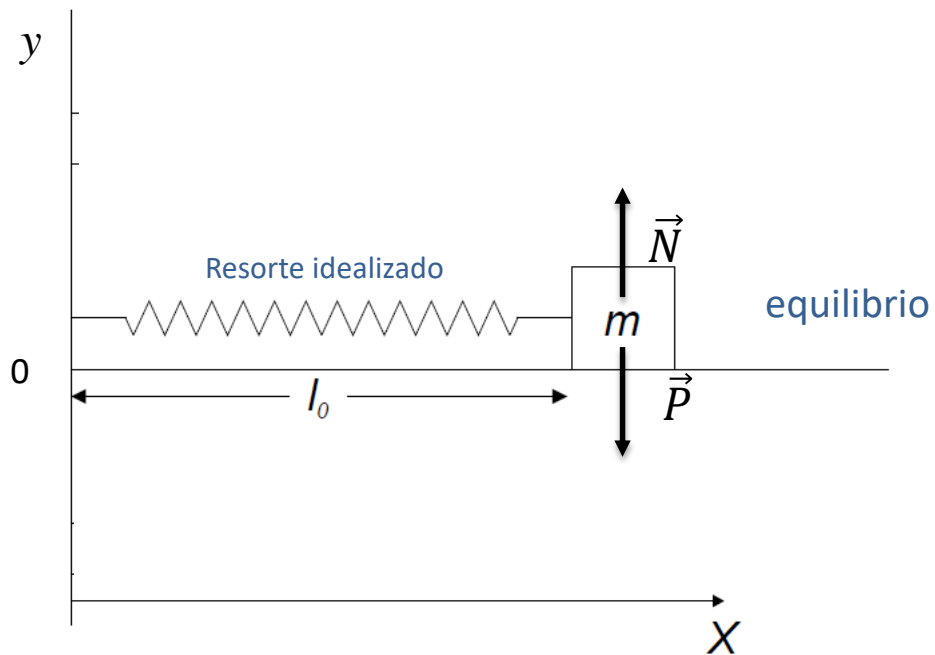 y
Resorte idealizado
N⃗
m
equilibrio
0
l₀
P⃗
X